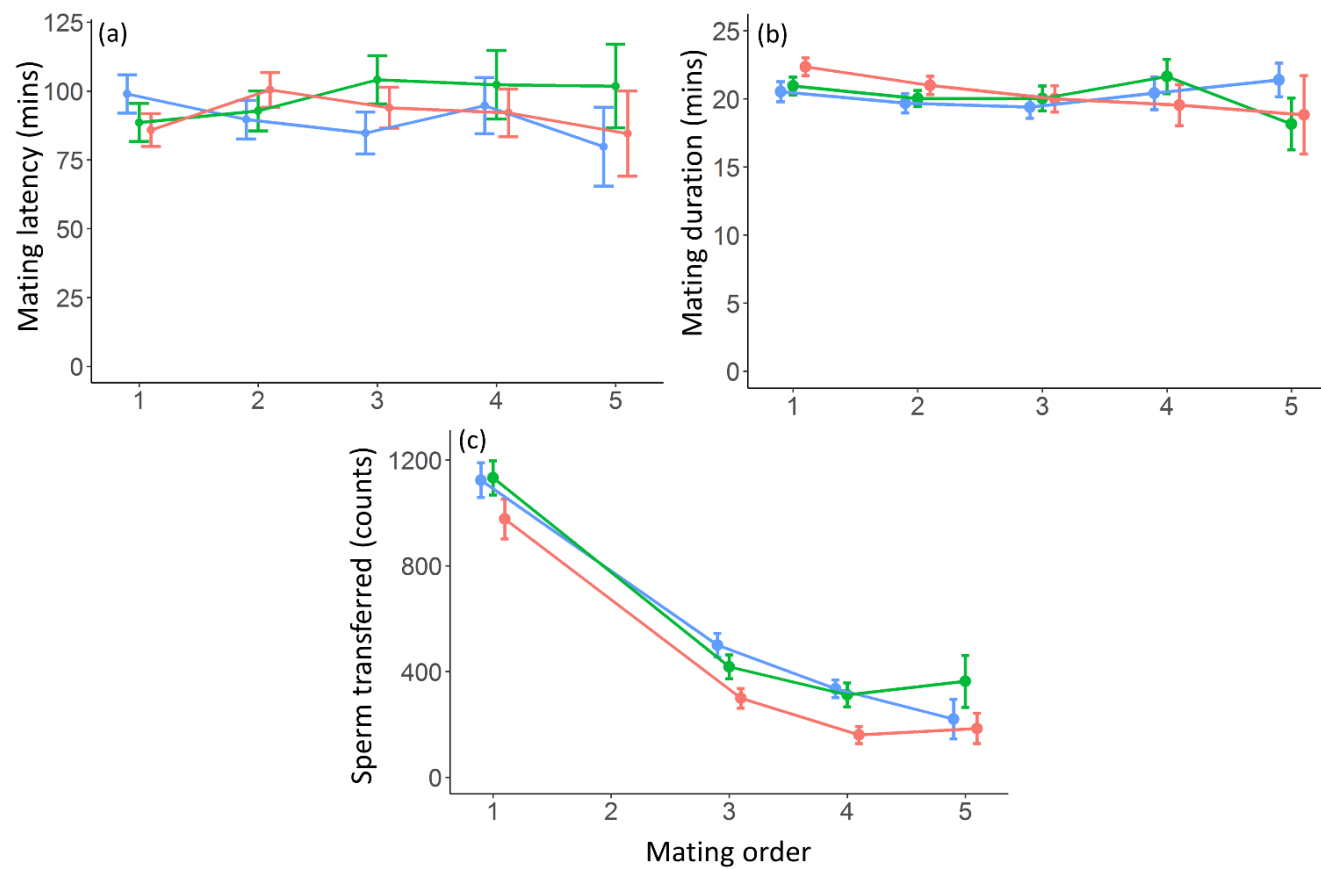 (a)
Mating latency (mins)
125
100
75
50
25
0
1 2 3 4 5
(b)
Mating duration (mins)
25
20
15
10
5
0
1 2 3 4 5
(c)
Sperm transferred (counts)
1200
800
400
0
1 2 3 4 5
Mating order